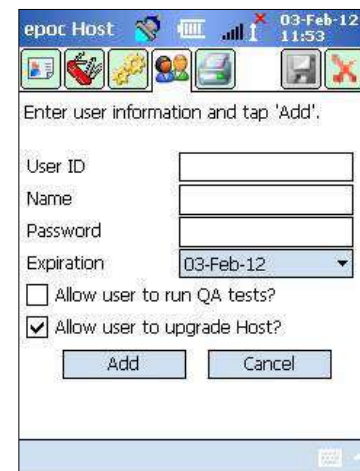 epoc Host
03-Feb-12
11:53
Enter user information and tap 'Add'.
User ID
Name
Password
Expiration 03-Feb-12
Allow user to run QA tests?
Allow user to upgrade Host?
Add Cancel